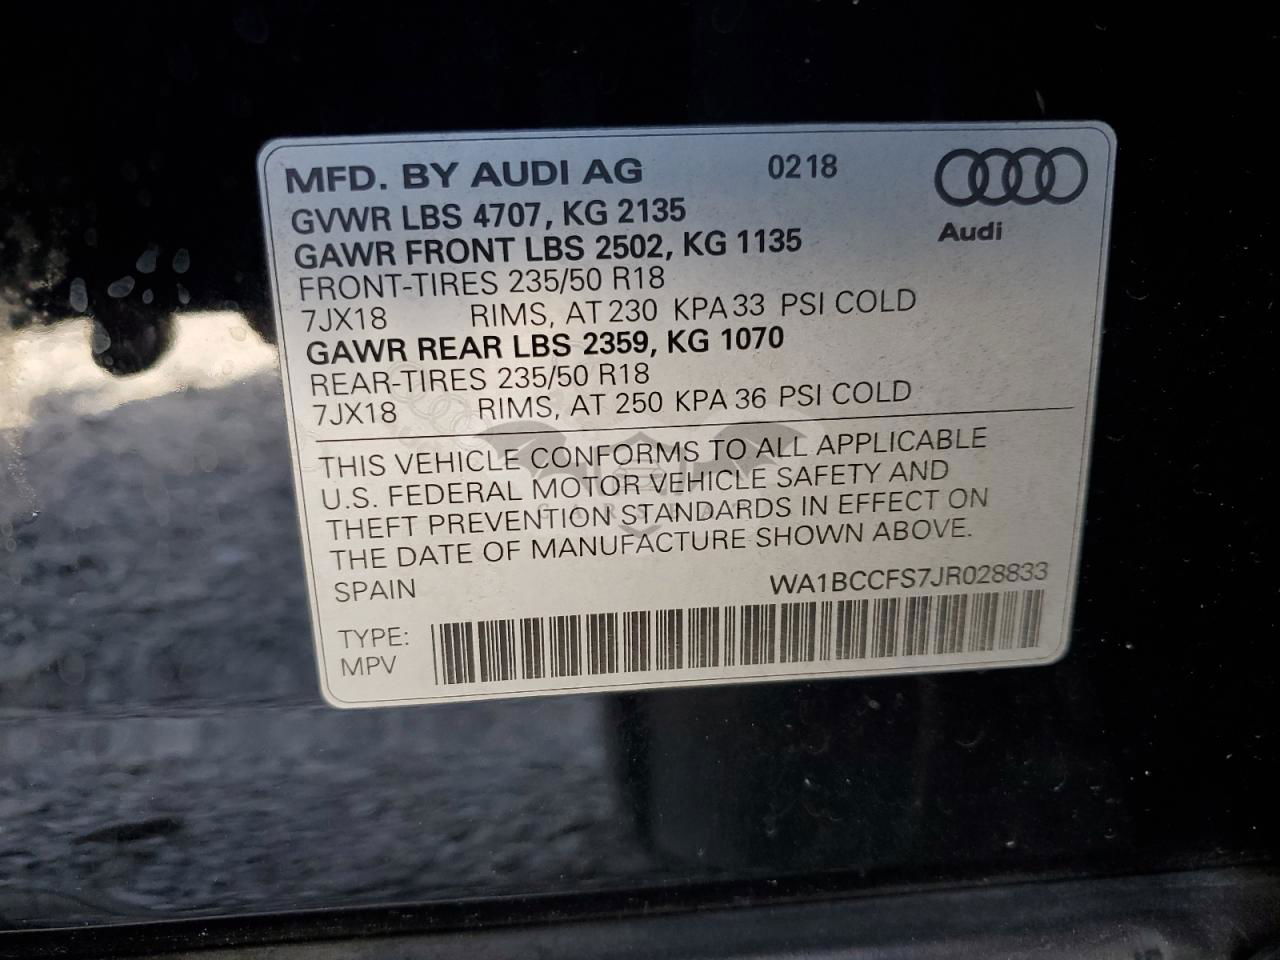 MFD. BY AUDI AG 0218
Audi
GVWR LBS 4707, KG 2135
GAWR FRONT LBS 2502, KG 1135
FRONT-TIRES 235/50 R18
7JX18 RIMS, AT 230 KPA 33 PSI COLD
GAWR REAR LBS 2359, KG 1070
REAR-TIRES 235/50 R18
7JX18 RIMS, AT 250 KPA 36 PSI COLD
THIS VEHICLE CONFORMS TO ALL APPLICABLE
U.S. FEDERAL MOTOR VEHICLE SAFETY AND
THEFT PREVENTION STANDARDS IN EFFECT ON
THE DATE OF MANUFACTURE SHOWN ABOVE.
SPAIN WA1BCCFS7JR028833
TYPE:
MPV